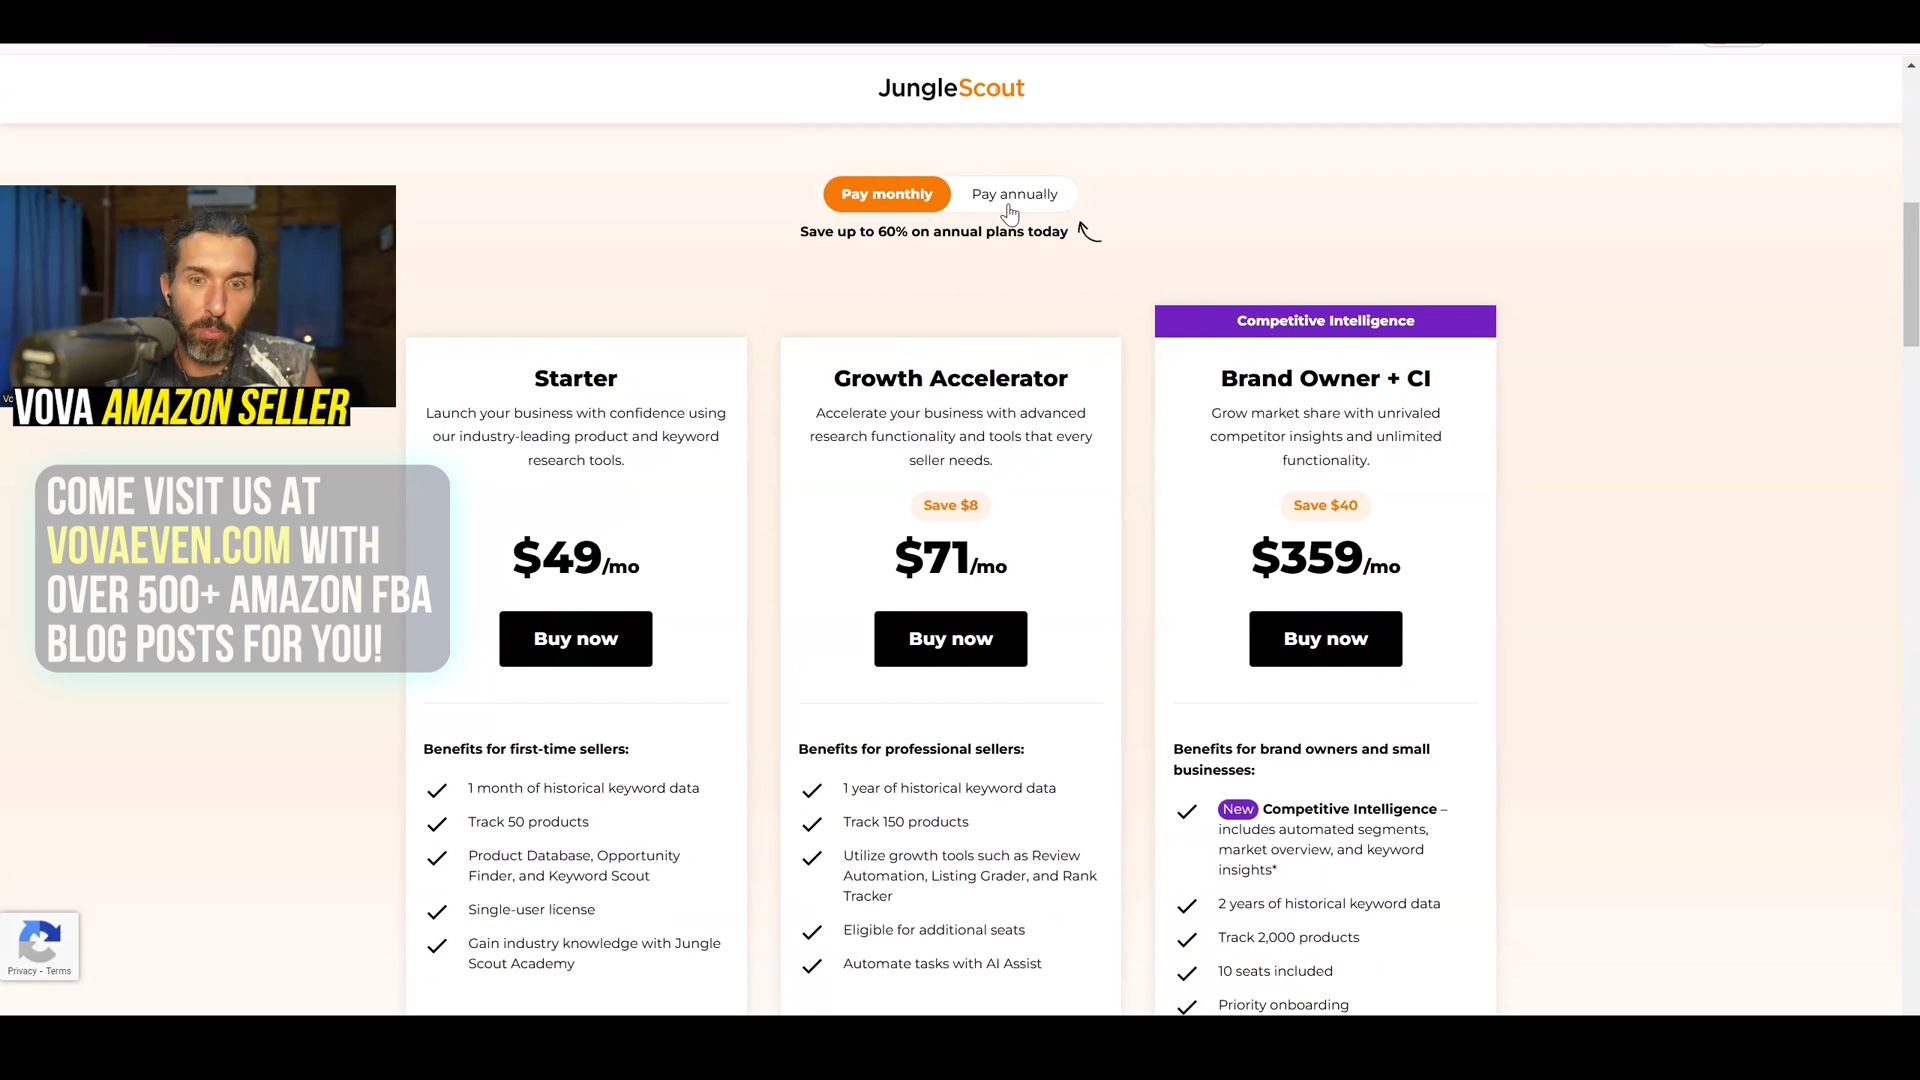 JungleScout
Pay monthly
Pay annually
Save up to 60% on annual plans today
VOVA AMAZON SELLER
COME VISIT US AT
VOVAEVEN.COM WITH
OVER 500+ AMAZON FBA
BLOG POSTS FOR YOU!
Starter
Launch your business with confidence using
our industry-leading product and keyword
research tools.
$49/mo
Buy now
Benefits for first-time sellers:
1 month of historical keyword data
Track 50 products
Product Database, Opportunity
Finder, and Keyword Scout
Single-user license
Gain industry knowledge with Jungle
Scout Academy
Growth Accelerator
Accelerate your business with advanced
research functionality and tools that every
seller needs.
Save $8
$71/mo
Buy now
Benefits for professional sellers:
1 year of historical keyword data
Track 150 products
Utilize growth tools such as Review
Automation, Listing Grader, and Rank
Tracker
Eligible for additional seats
Automate tasks with AI Assist
Competitive Intelligence
Brand Owner + CI
Grow market share with unrivaled
competitor insights and unlimited
functionality.
Save $40
$359/mo
Buy now
Benefits for brand owners and small
businesses:
New Competitive Intelligence –
includes automated segments,
market overview, and keyword
insights*
2 years of historical keyword data
Track 2,000 products
10 seats included
Priority onboarding
Privacy - Terms